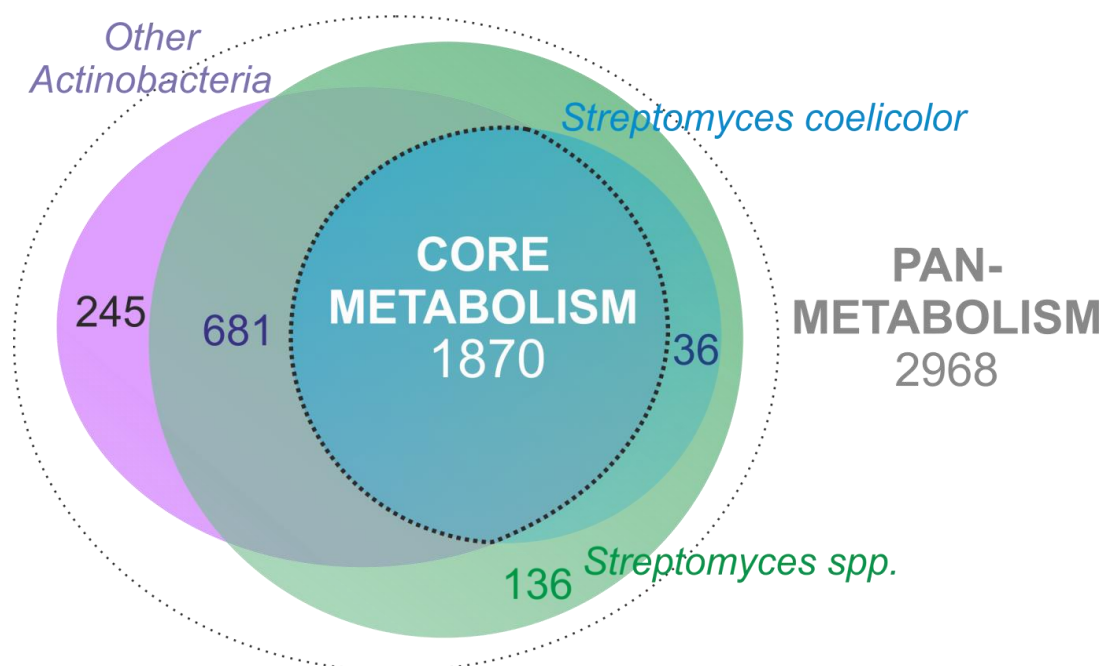 Other
Actinobacteria
Streptomyces coelicolor
CORE
METABOLISM
1870
245
681
36
PAN-
METABOLISM
2968
136
Streptomyces spp.